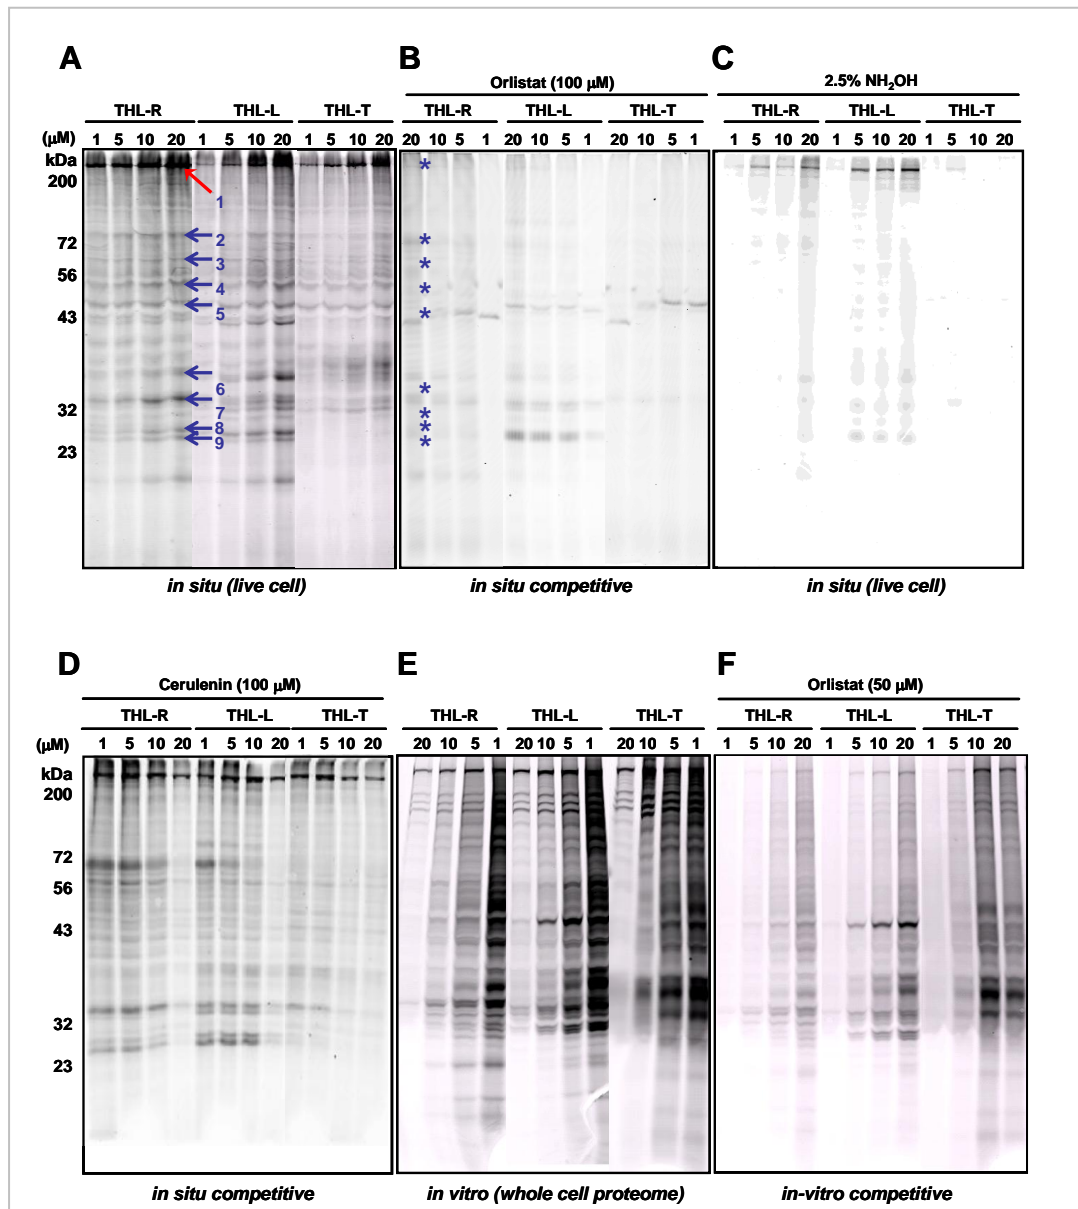 A B C
Orlistat (100 μM) 2.5% NH₂OH
THL-R THL-L THL-T THL-R THL-L THL-T THL-R THL-L THL-T
(μM) 1 5 10 20 1 5 10 20 1 5 10 20 20 10 5 1 20 10 5 1 20 10 5 1 1 5 10 20 1 5 10 20 1 5 10 20
kDa
200
72
56
43
32
23
1
2
3
4
5
6
7
8
9
*
*
*
*
*
*
*
*
*
in situ (live cell) in situ competitive in situ (live cell)
D E F
Cerulenin (100 μM) Orlistat (50 μM)
THL-R THL-L THL-T THL-R THL-L THL-T THL-R THL-L THL-T
(μM) 1 5 10 20 1 5 10 20 1 5 10 20 20 10 5 1 20 10 5 1 20 10 5 1 1 5 10 20 1 5 10 20 1 5 10 20
kDa
200
72
56
43
32
23
in situ competitive in vitro (whole cell proteome) in-vitro competitive